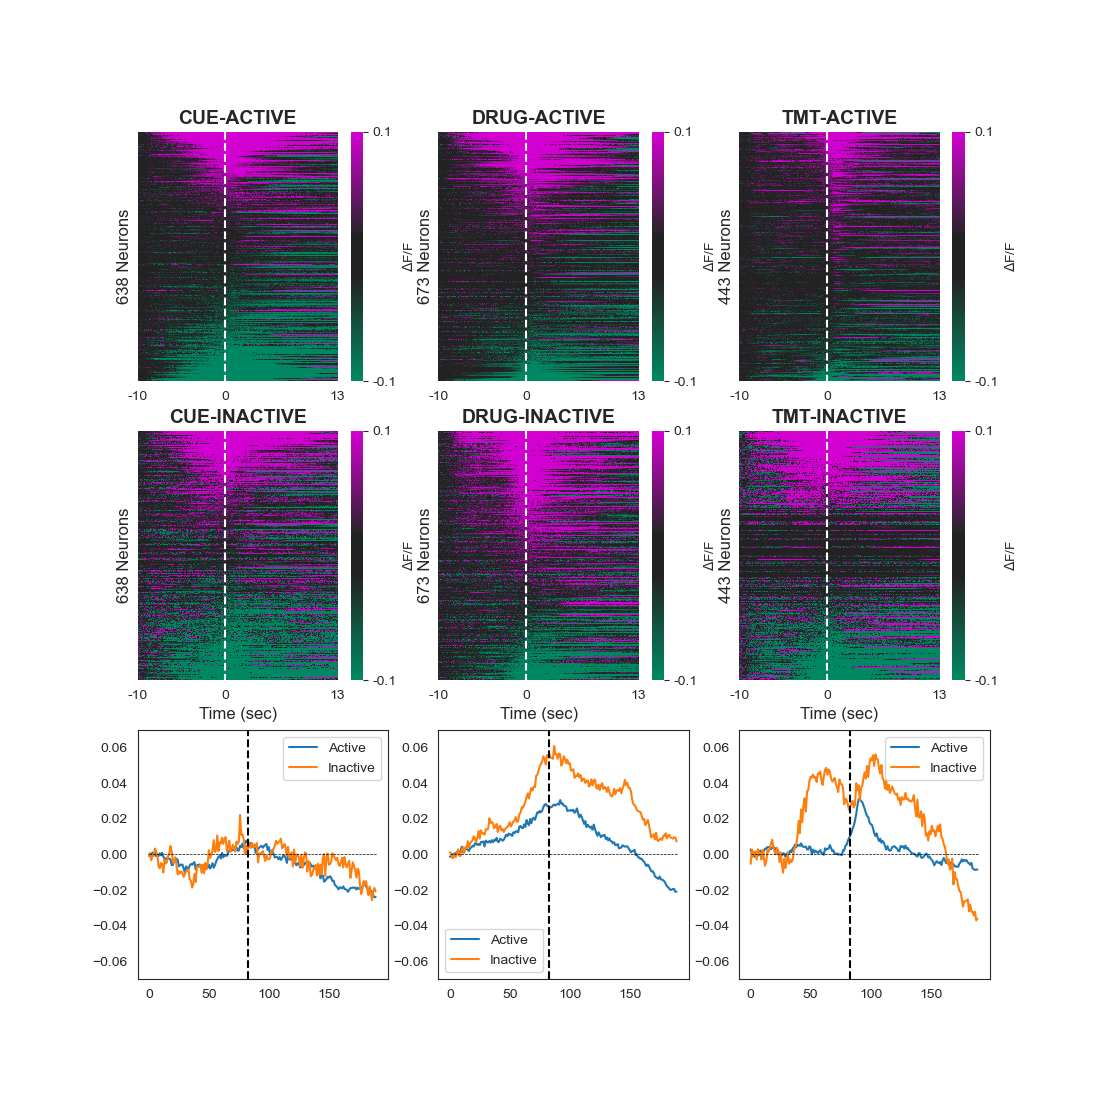 CUE-ACTIVE
DRUG-ACTIVE
TMT-ACTIVE
638 Neurons
0.1
-0.1
ΔF/F
673 Neurons
0.1
-0.1
ΔF/F
443 Neurons
0.1
-0.1
ΔF/F
-10 0 13
-10 0 13
-10 0 13
CUE-INACTIVE
DRUG-INACTIVE
TMT-INACTIVE
638 Neurons
0.1
-0.1
ΔF/F
673 Neurons
0.1
-0.1
ΔF/F
443 Neurons
0.1
-0.1
ΔF/F
-10 0 13
-10 0 13
-10 0 13
Time (sec)
Time (sec)
Time (sec)
0.06
0.04
0.02
0.00
−0.02
−0.04
−0.06
Active
Inactive
0 50 100 150
0.06
0.04
0.02
0.00
−0.02
−0.04
−0.06
Active
Inactive
0 50 100 150
0.06
0.04
0.02
0.00
−0.02
−0.04
−0.06
Active
Inactive
0 50 100 150